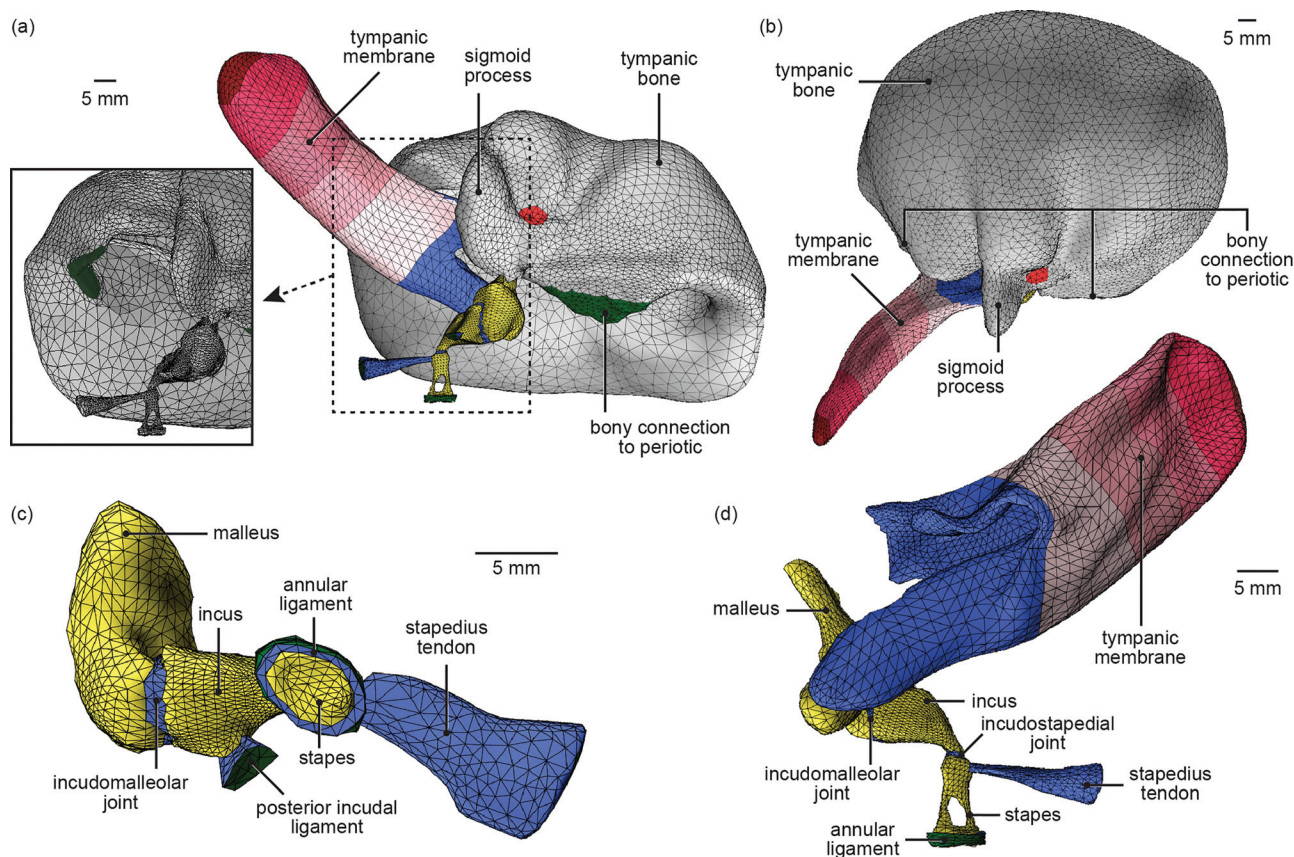 (a)
tympanic
membrane
sigmoid
process
tympanic
bone
5 mm
bony connection
to periotic
(b)
5 mm
tympanic
bone
tympanic
membrane
bony
connection
to periotic
sigmoid
process
(c)
malleus
5 mm
incus
annular
ligament
stapedius
tendon
stapes
incudomalleolar
joint
posterior incudal
ligament
(d)
5 mm
malleus
tympanic
membrane
incus
incudostapedial
joint
incudomalleolar
joint
stapedius
tendon
stapes
annular
ligament